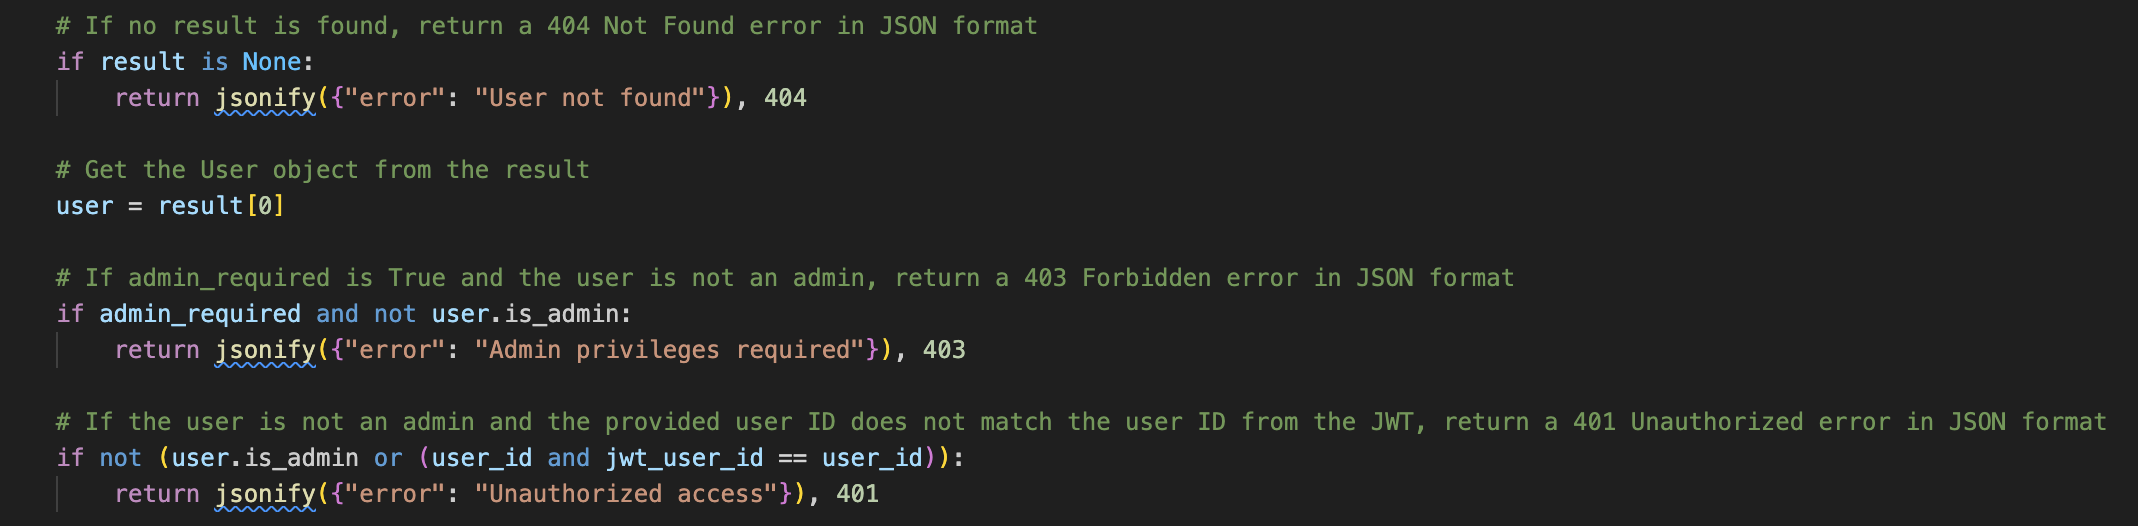 # If no result is found, return a 404 Not Found error in JSON format
if result is None:
    return jsonify({"error": "User not found"}), 404

# Get the User object from the result
user = result[0]

# If admin_required is True and the user is not an admin, return a 403 Forbidden error in JSON format
if admin_required and not user.is_admin:
    return jsonify({"error": "Admin privileges required"}), 403

# If the user is not an admin and the provided user ID does not match the user ID from the JWT, return a 401 Unauthorized error in JSON format
if not (user.is_admin or (user_id and jwt_user_id == user_id)):
    return jsonify({"error": "Unauthorized access"}), 401